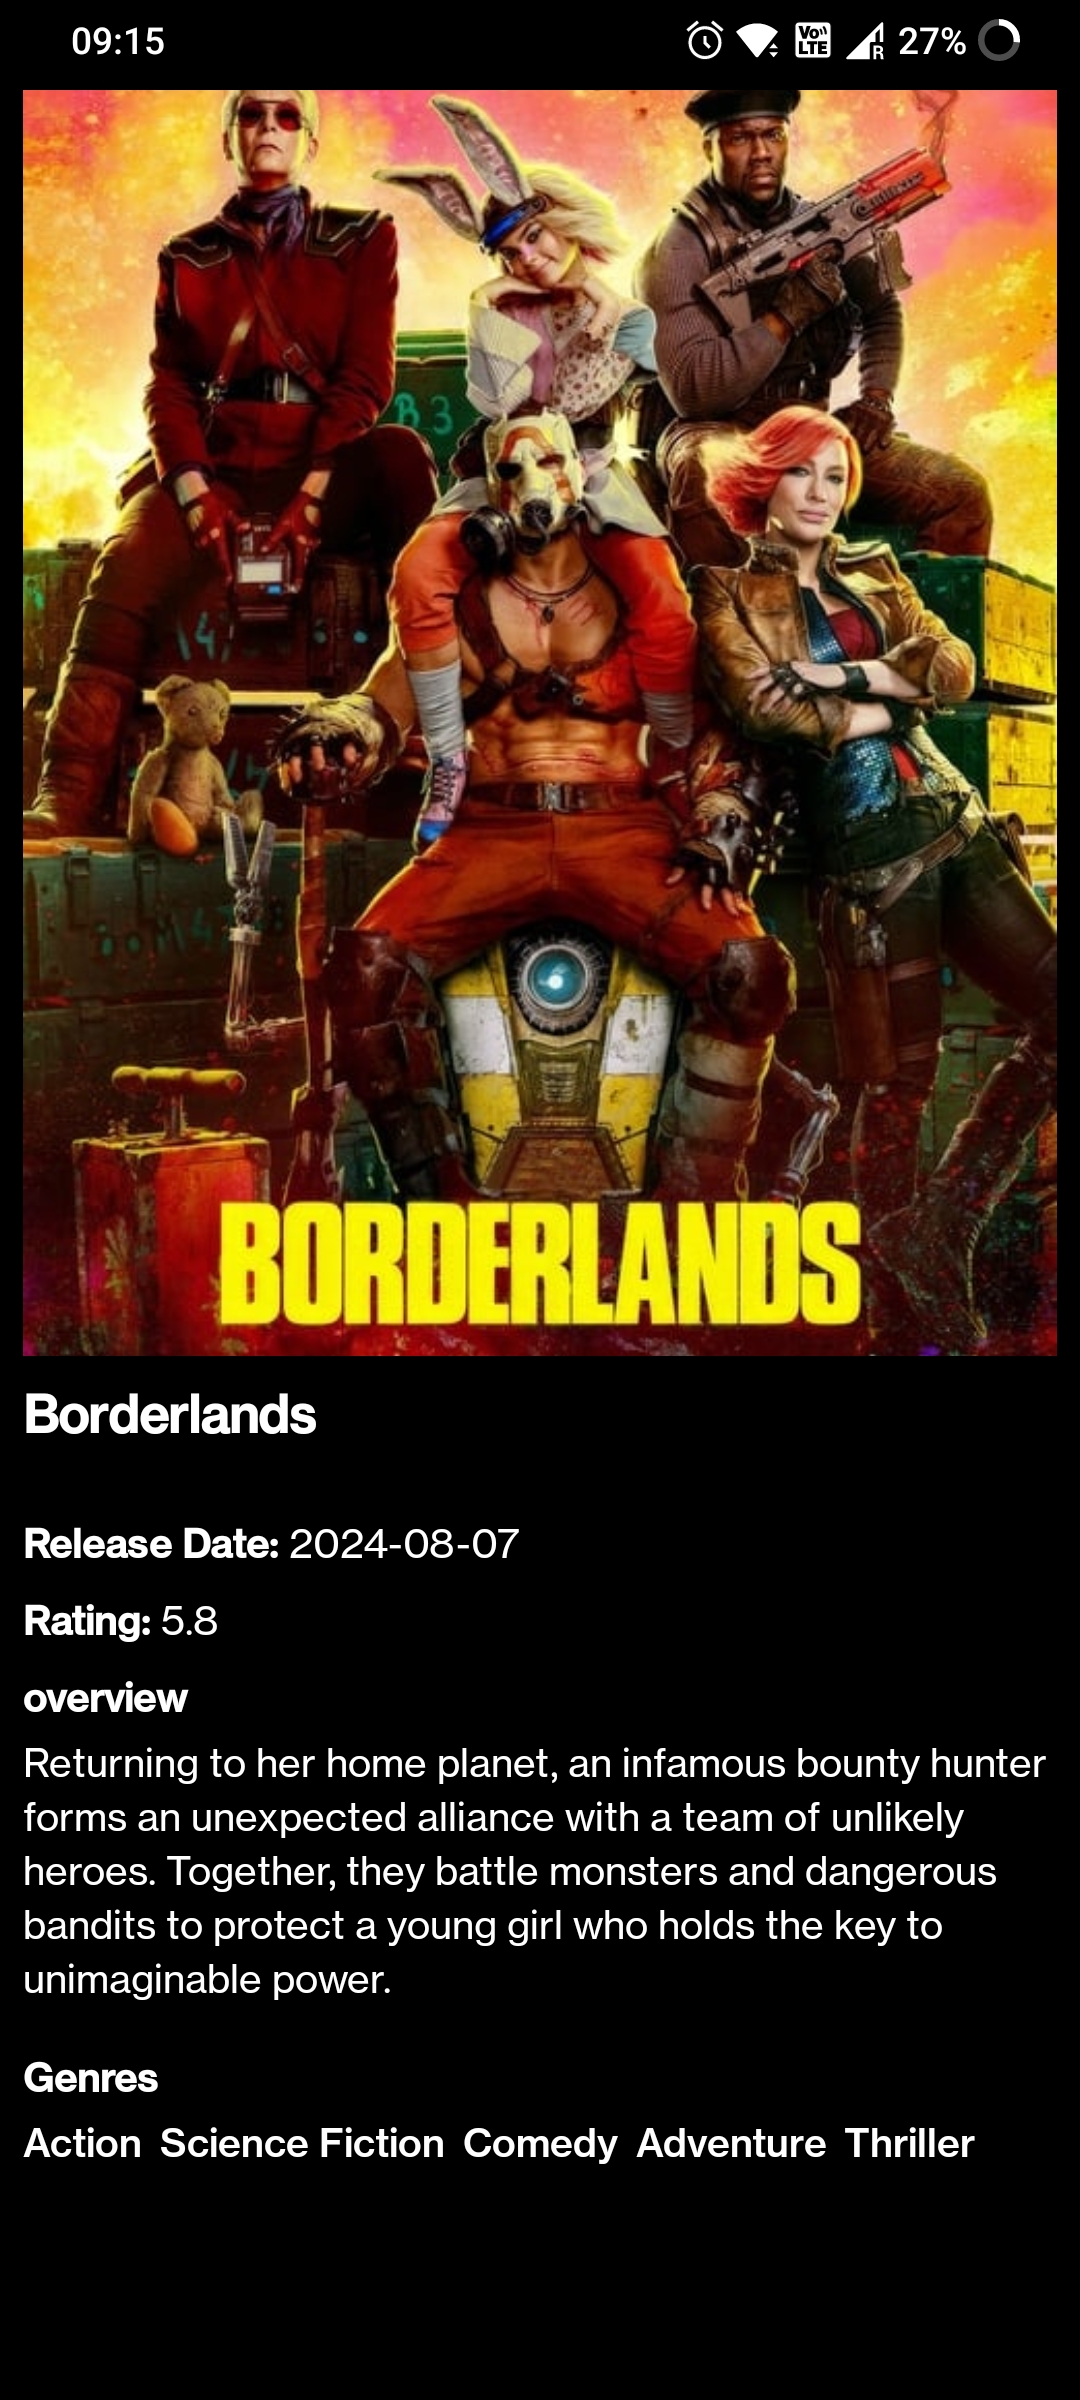 09:15
Vo
LTE
R
27%
B3
14
BORDERLANDS
Borderlands
Release Date: 2024-08-07
Rating: 5.8
overview
Returning to her home planet, an infamous bounty hunter
forms an unexpected alliance with a team of unlikely
heroes. Together, they battle monsters and dangerous
bandits to protect a young girl who holds the key to
unimaginable power.
Genres
Action Science Fiction Comedy Adventure Thriller